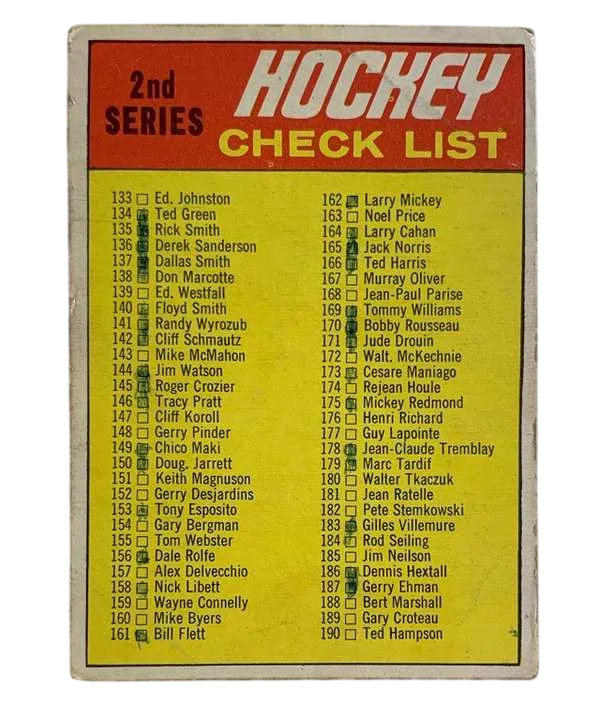 2nd
SERIES
HOCKEY
CHECK LIST
133 Ed. Johnston
134 Ted Green
135 Rick Smith
136 Derek Sanderson
137 Dallas Smith
138 Don Marcotte
139 Ed. Westfall
140 Floyd Smith
141 Randy Wyrozub
142 Cliff Schmautz
143 Mike McMahon
144 Jim Watson
145 Roger Crozier
146 Tracy Pratt
147 Cliff Koroll
148 Gerry Pinder
149 Chico Maki
150 Doug. Jarrett
151 Keith Magnuson
152 Gerry Desjardins
153 Tony Esposito
154 Gary Bergman
155 Tom Webster
156 Dale Rolfe
157 Alex Delvecchio
158 Nick Libett
159 Wayne Connelly
160 Mike Byers
161 Bill Flett
162 Larry Mickey
163 Noel Price
164 Larry Cahan
165 Jack Norris
166 Ted Harris
167 Murray Oliver
168 Jean-Paul Parise
169 Tommy Williams
170 Bobby Rousseau
171 Jude Drouin
172 Walt. McKechnie
173 Cesare Maniago
174 Rejean Houle
175 Mickey Redmond
176 Henri Richard
177 Guy Lapointe
178 Jean-Claude Tremblay
179 Marc Tardif
180 Walter Tkaczuk
181 Jean Ratelle
182 Pete Stemkowski
183 Gilles Villemure
184 Rod Seiling
185 Jim Neilson
186 Dennis Hextall
187 Gerry Ehman
188 Bert Marshall
189 Gary Croteau
190 Ted Hampson